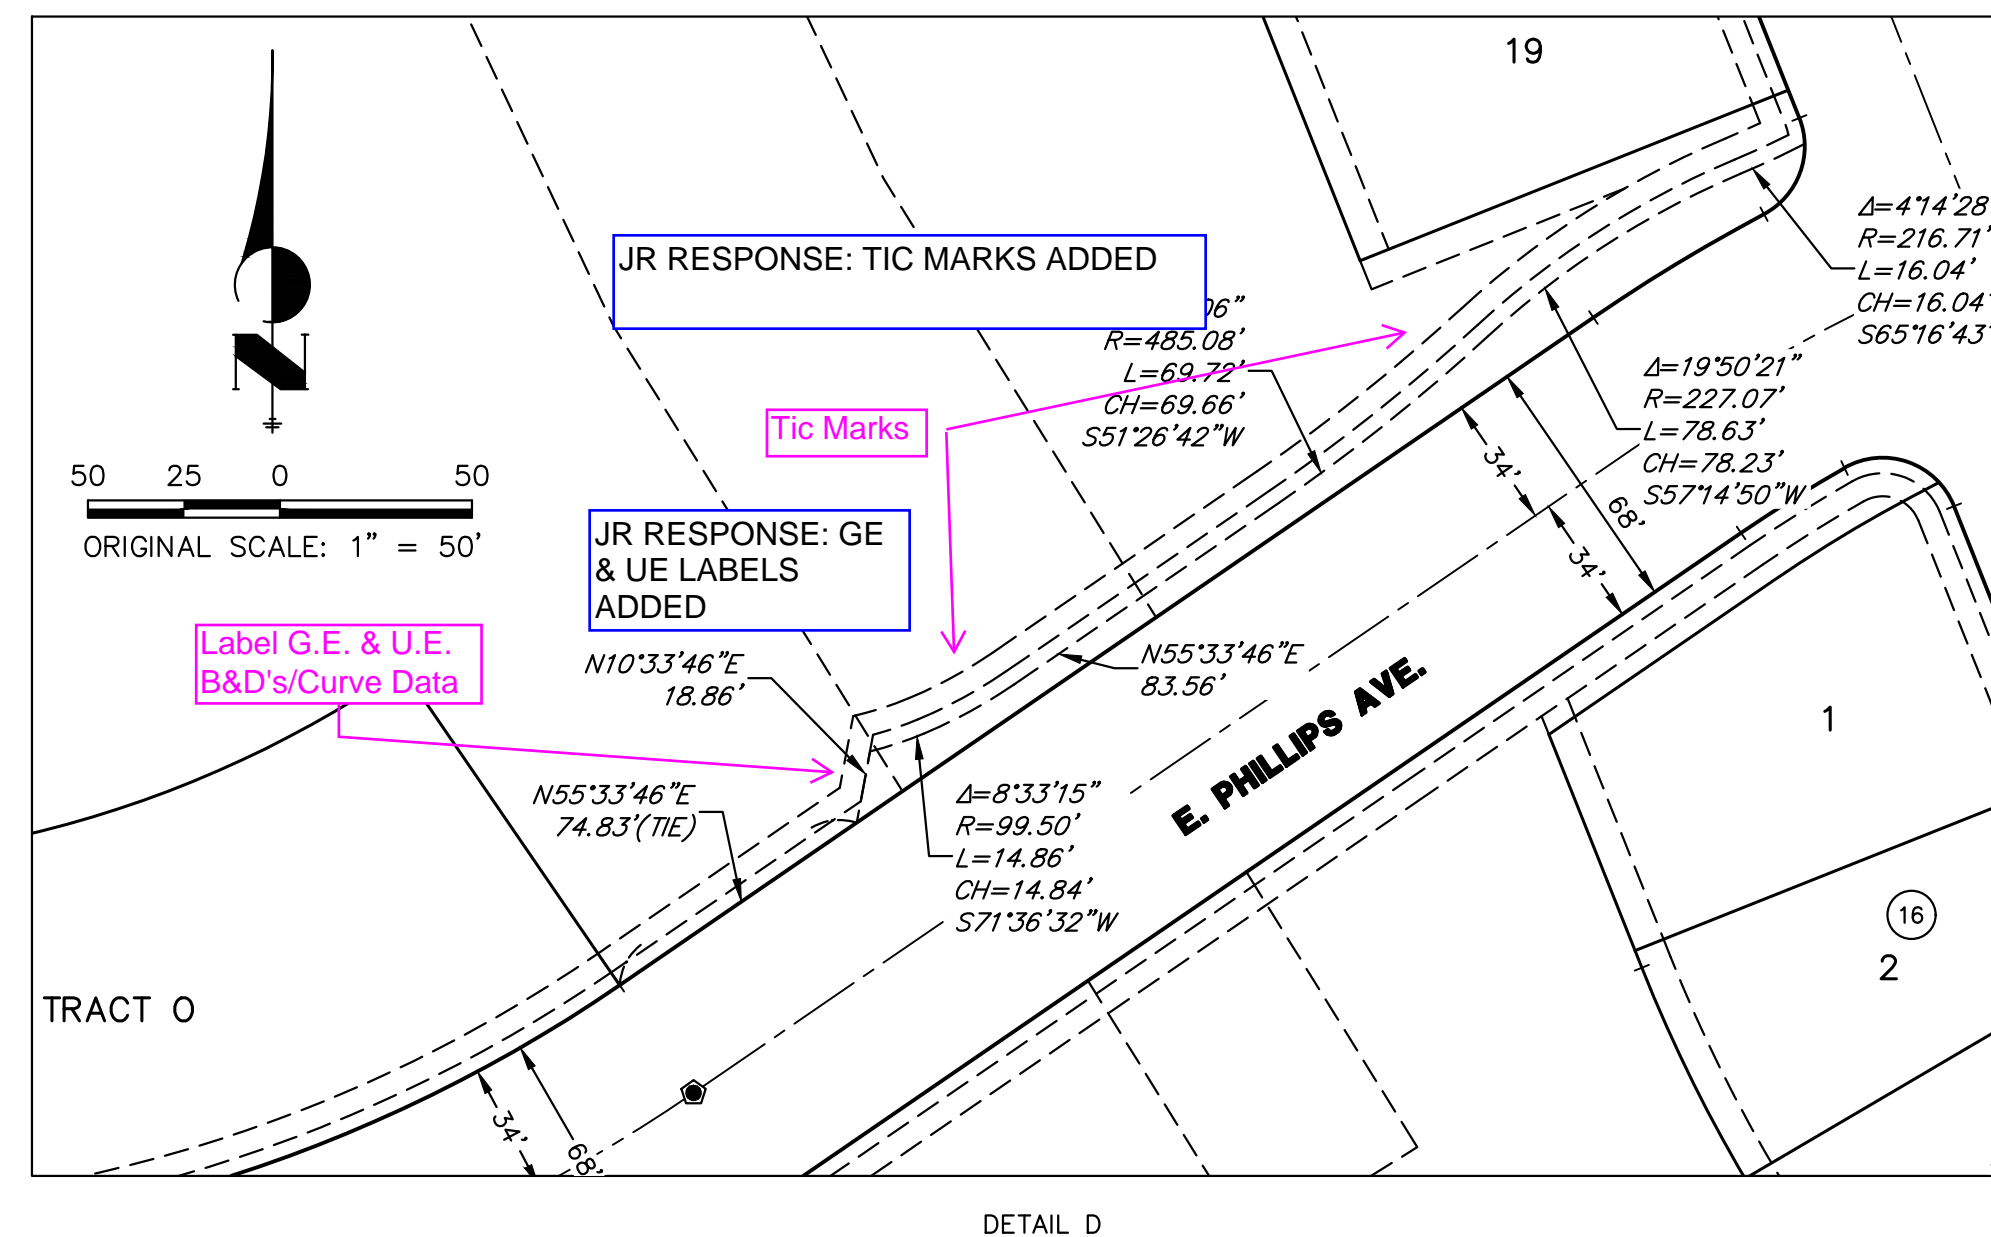 19
JR RESPONSE: TIC MARKS ADDED
06"
R=485.08'
L=69.72'
CH=69.66'
S51°26'42"W
Δ=4°14'28
R=216.71'
L=16.04'
CH=16.04'
S65°16'43"
Δ=19°50'21"
R=227.07'
L=78.63'
CH=78.23'
S57°14'50"W
Tic Marks
50 25 0 50
ORIGINAL SCALE: 1" = 50'
34'
68'
34'
JR RESPONSE: GE
& UE LABELS
ADDED
Label G.E. & U.E.
B&D's/Curve Data
N10°33'46"E
18.86'
N55°33'46"E
83.56'
E. PHILLIPS AVE.
1
N55°33'46"E
74.83'(TIE)
Δ=8°33'15"
R=99.50'
L=14.86'
CH=14.84'
S71°36'32"W
16
2
TRACT O
34'
68'
DETAIL D